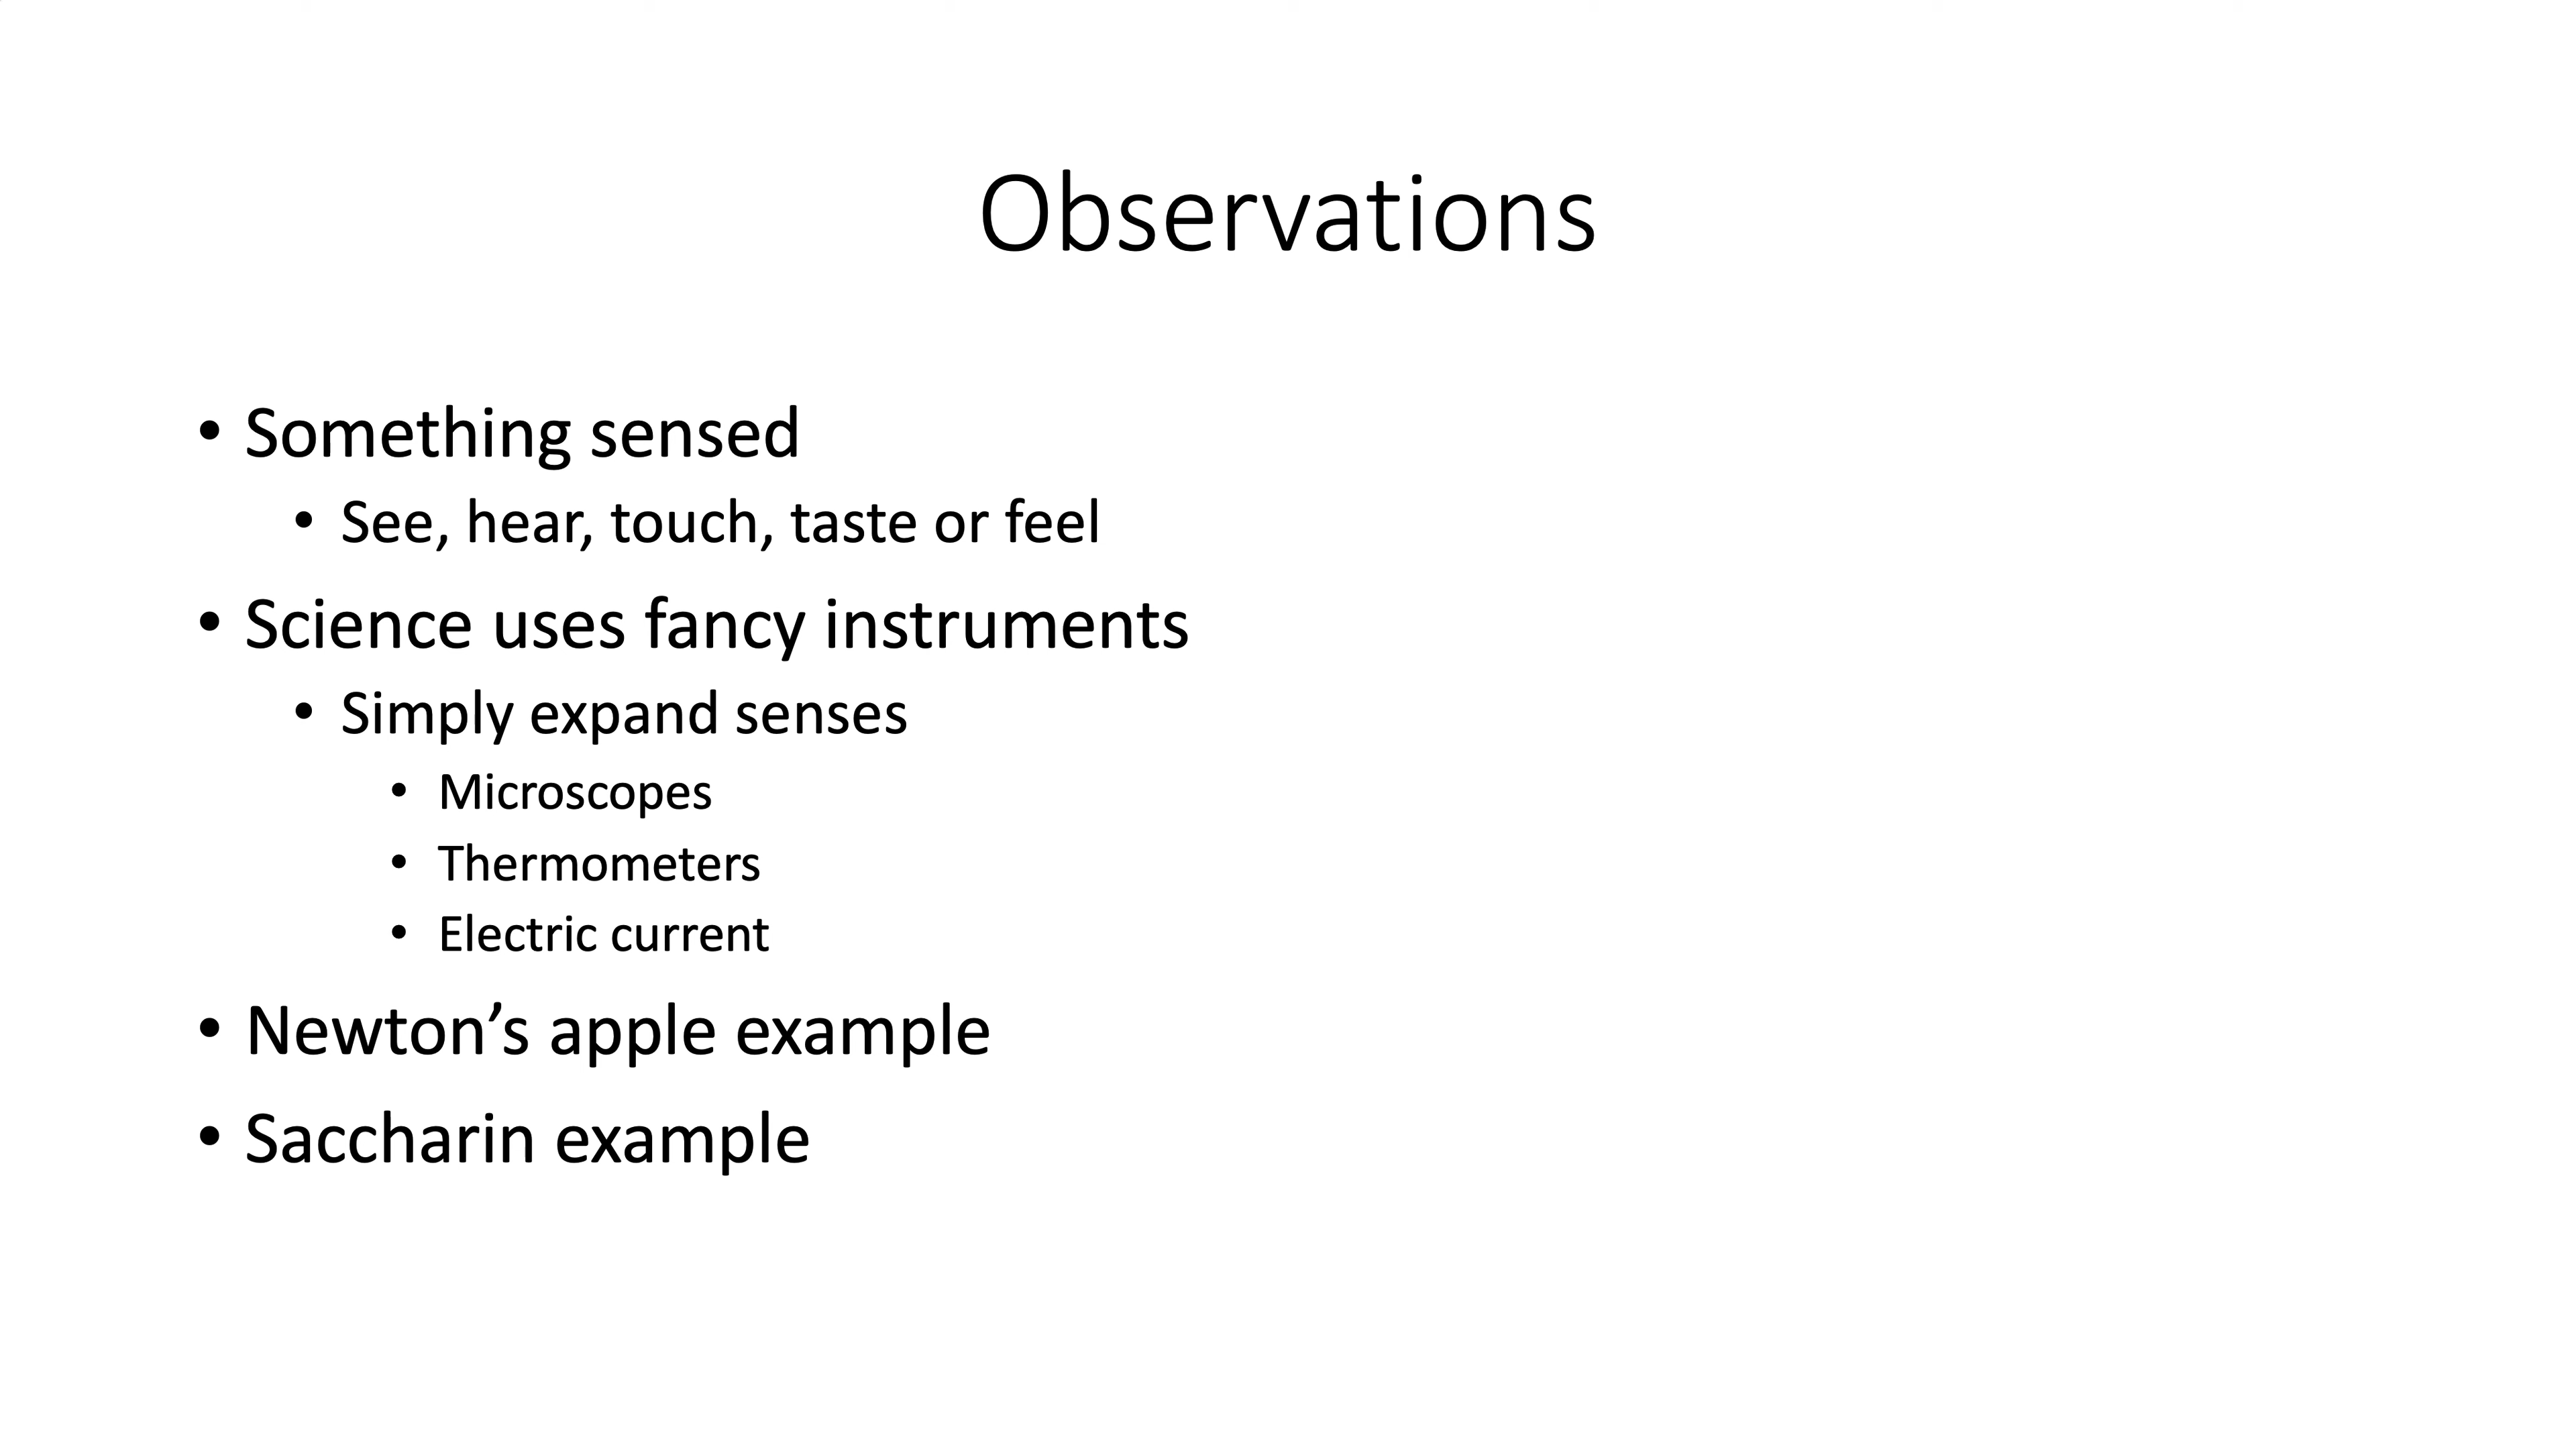 Observations
• Something sensed
• See, hear, touch, taste or feel
• Science uses fancy instruments
• Simply expand senses
• Microscopes
• Thermometers
• Electric current
• Newton’s apple example
• Saccharin example